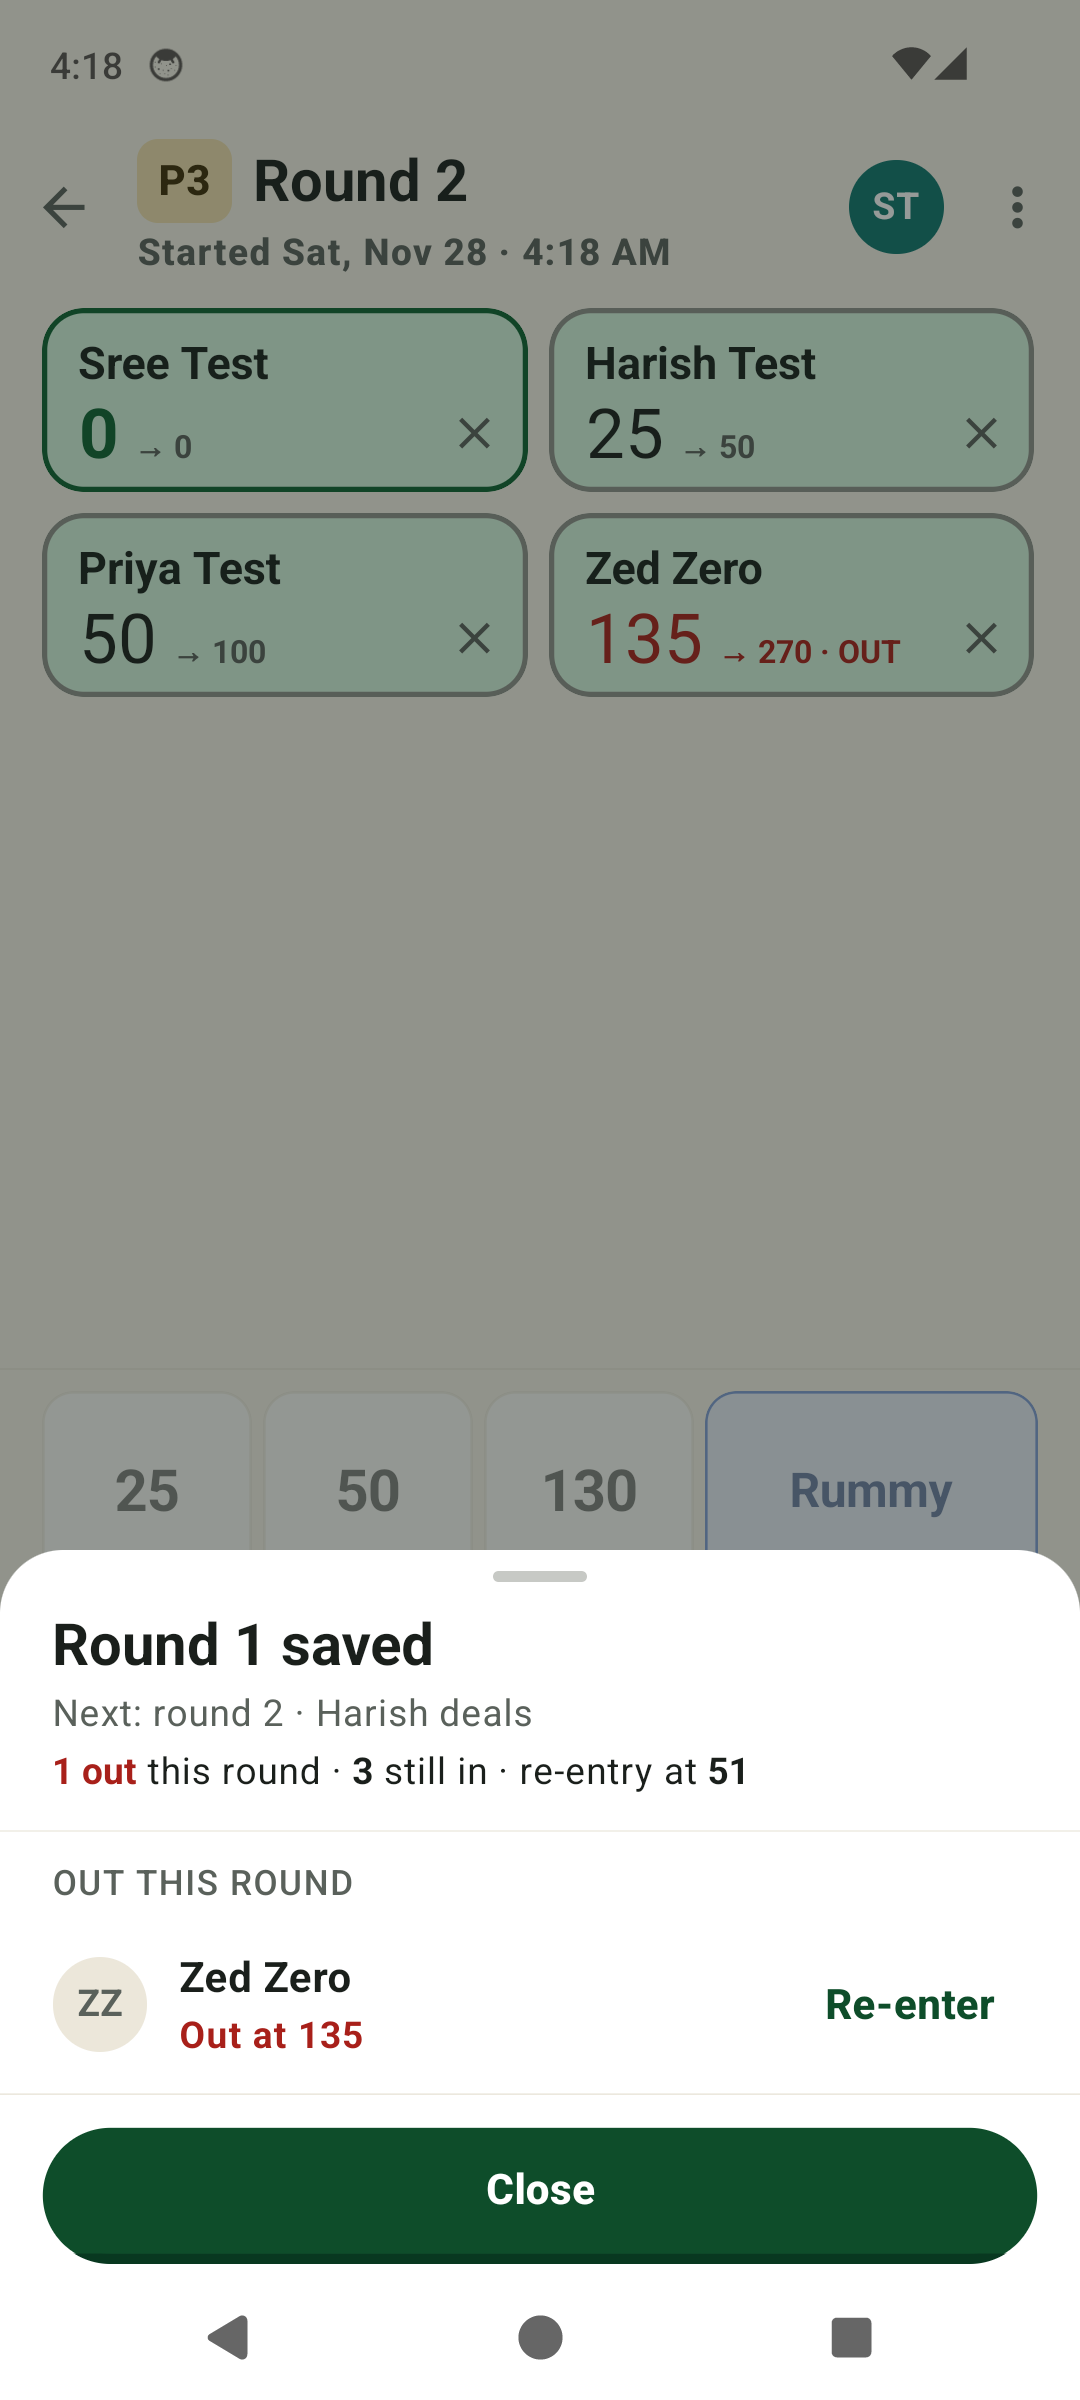 4:18
P3 Round 2
ST
Started Sat, Nov 28 · 4:18 AM
Sree Test
0 → 0
Harish Test
25 → 50
Priya Test
50 → 100
Zed Zero
135 → 270 · OUT
25 50 130 Rummy
Round 1 saved
Next: round 2 · Harish deals
1 out this round · 3 still in · re-entry at 51
OUT THIS ROUND
ZZ
Zed Zero
Out at 135
Re-enter
Close